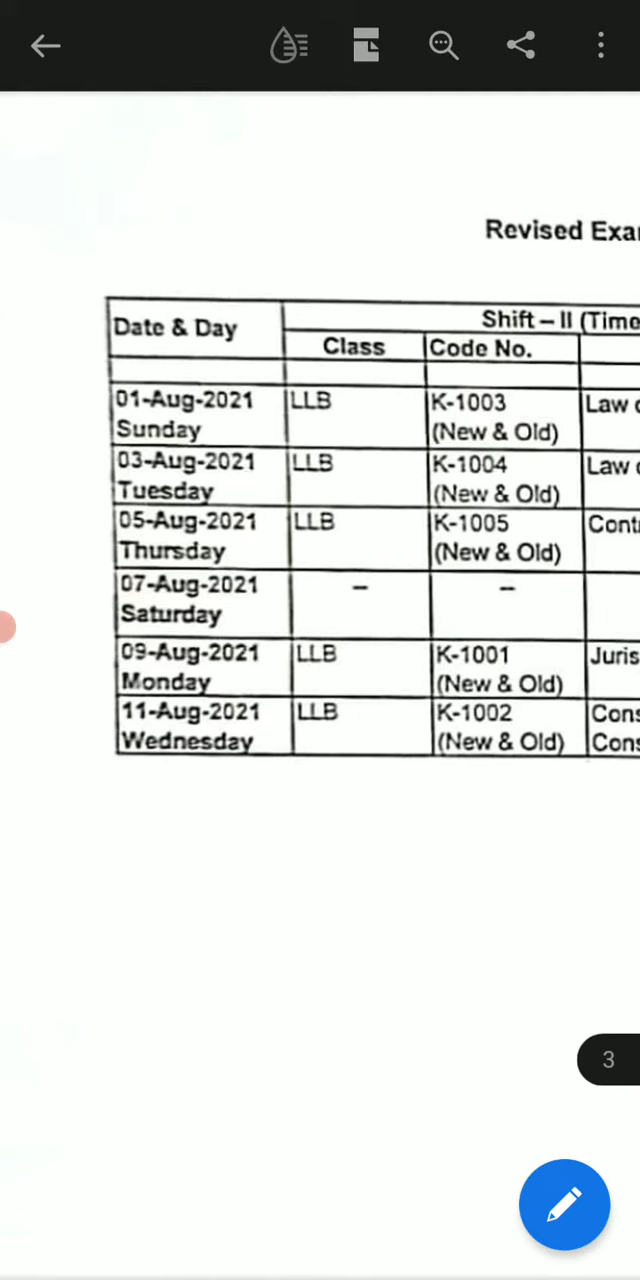 Revised Exa
Date & Day
Shift – II (Time
Class
Code No.
01-Aug-2021
Sunday
LLB
K-1003
(New & Old)
Law
03-Aug-2021
Tuesday
LLB
K-1004
(New & Old)
Law
05-Aug-2021
Thursday
LLB
K-1005
(New & Old)
Cont
07-Aug-2021
Saturday
–
–
09-Aug-2021
Monday
LLB
K-1001
(New & Old)
Juris
11-Aug-2021
Wednesday
LLB
K-1002
(New & Old)
Cons
Cons
3